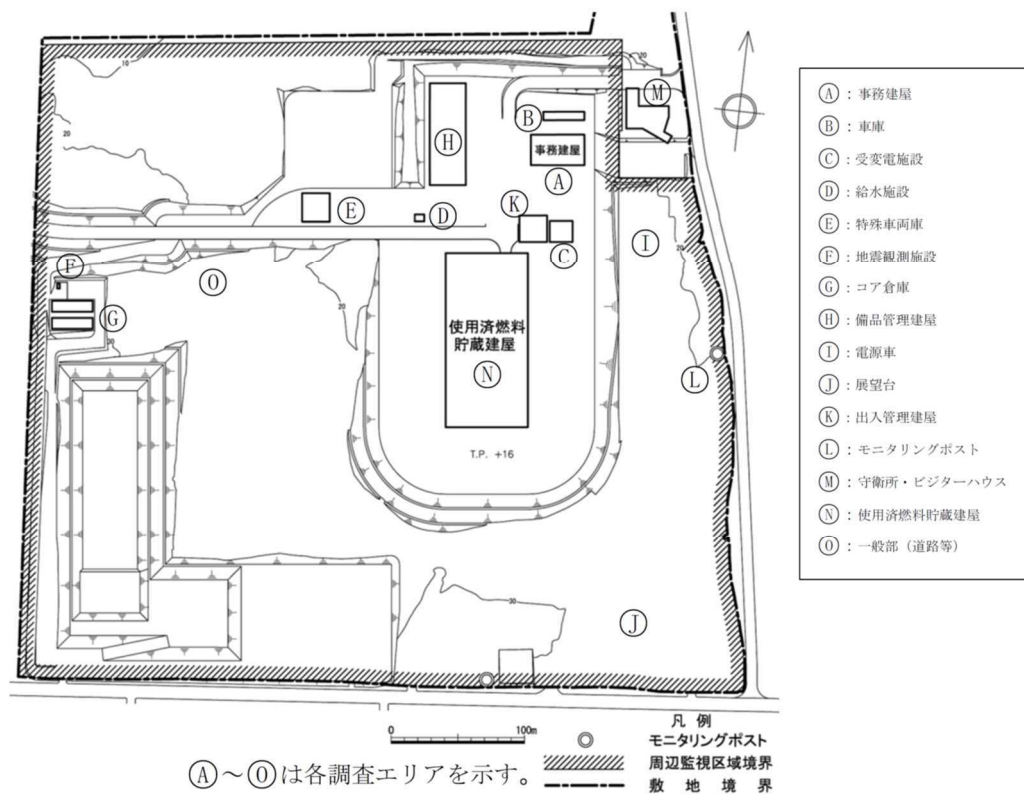 10
20
20
M
B
H
事務建屋
A
E
D
K
I
C
20
F
O
20
G
30
使用済燃料
貯蔵建屋
N
L
T.P. +16
30
J
0 100m
凡 例
モニタリングポスト
周辺監視区域境界
敷 地 境 界
Ⓐ～Ⓞは各調査エリアを示す。
Ⓐ：事務建屋
Ⓑ：車庫
Ⓒ：受変電施設
Ⓓ：給水施設
Ⓔ：特殊車両庫
Ⓕ：地震観測施設
Ⓖ：コア倉庫
Ⓗ：備品管理建屋
Ⓘ：電源車
Ⓙ：展望台
Ⓚ：出入管理建屋
Ⓛ：モニタリングポスト
Ⓜ：守衛所・ビジターハウス
Ⓝ：使用済燃料貯蔵建屋
Ⓞ：一般部（道路等）